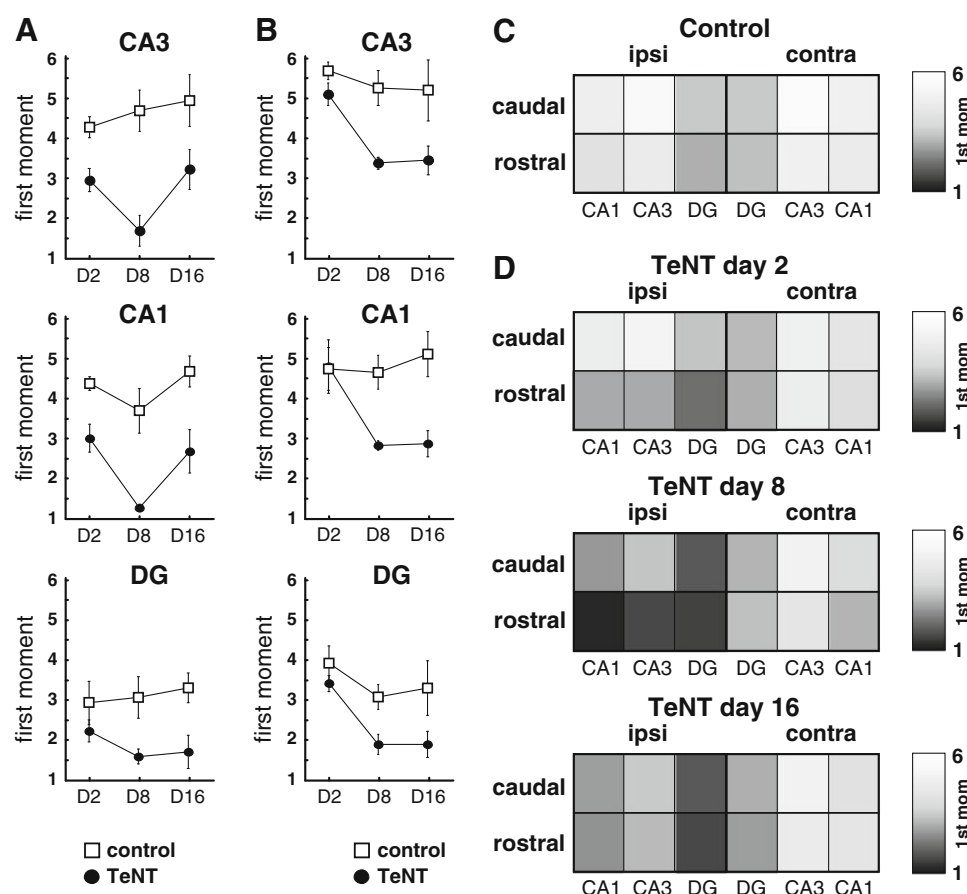 A
CA3
first moment
6
5
4
3
2
1
D2 D8 D16
CA1
first moment
6
5
4
3
2
1
D2 D8 D16
DG
first moment
6
5
4
3
2
1
D2 D8 D16
control
TeNT
B
CA3
first moment
6
5
4
3
2
1
D2 D8 D16
CA1
first moment
6
5
4
3
2
1
D2 D8 D16
DG
first moment
6
5
4
3
2
1
D2 D8 D16
control
TeNT
C
Control
ipsi contra
caudal
rostral
CA1 CA3 DG DG CA3 CA1
6
1st mom
1
D
TeNT day 2
ipsi contra
caudal
rostral
CA1 CA3 DG DG CA3 CA1
6
1st mom
1
TeNT day 8
ipsi contra
caudal
rostral
CA1 CA3 DG DG CA3 CA1
6
1st mom
1
TeNT day 16
ipsi contra
caudal
rostral
CA1 CA3 DG DG CA3 CA1
6
1st mom
1